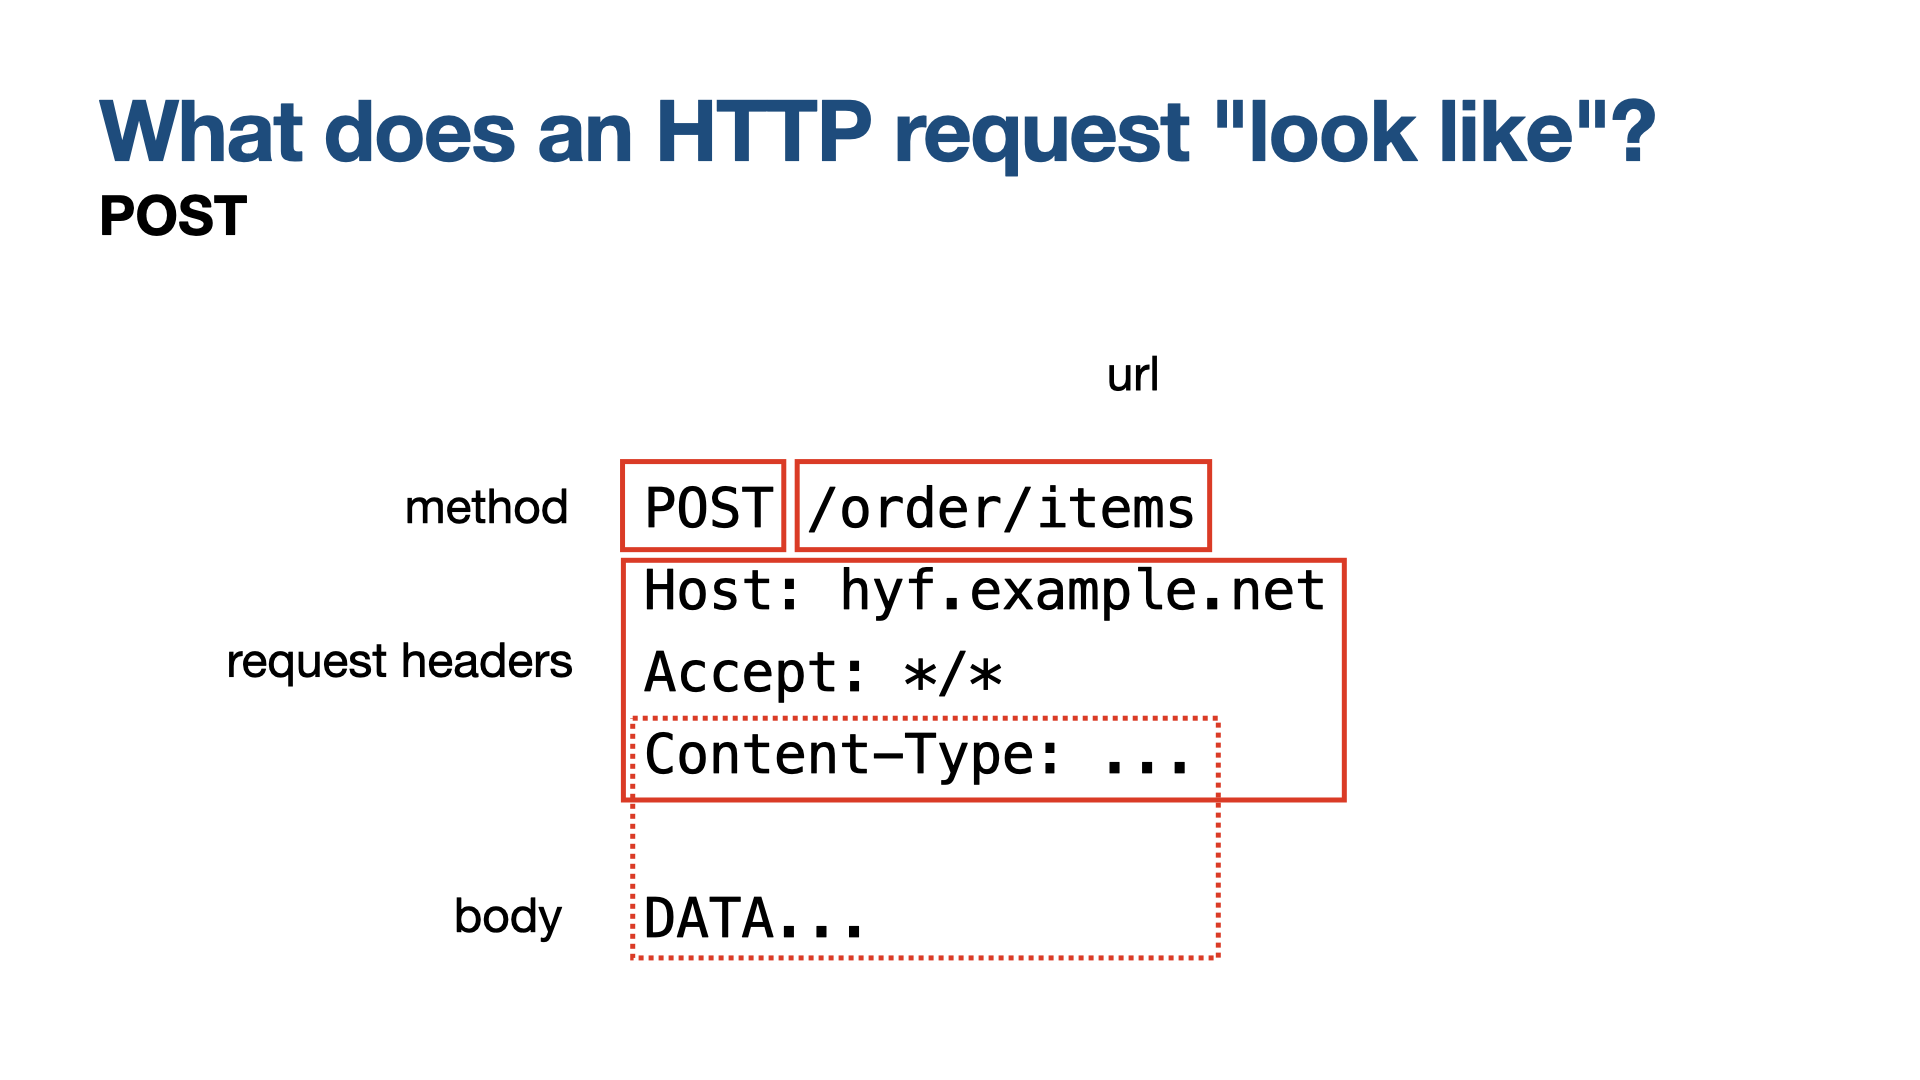 What does an HTTP request "look like"?
POST
url
method POST /order/items
Host: hyf.example.net
request headers
Accept: */*
Content-Type: ...
body DATA...